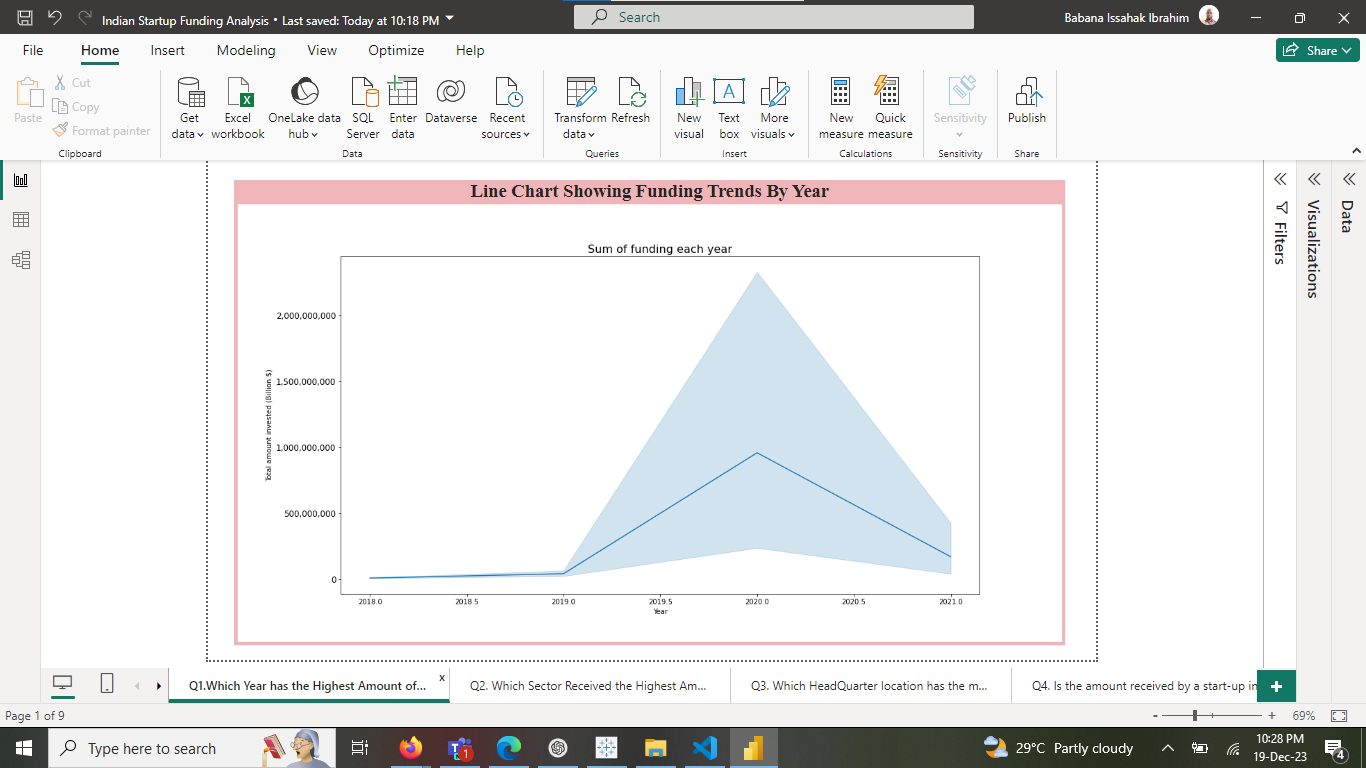 Indian Startup Funding Analysis • Last saved: Today at 10:18 PM
Search
Babana Issahak Ibrahim
File Home Insert Modeling View Optimize Help
Share
Paste
Cut
Copy
Format painter
Clipboard
Get data
Excel workbook
OneLake data hub
SQL Server
Enter data
Dataverse
Recent sources
Data
Transform data
Refresh
Queries
New visual
Text box
More visuals
Insert
New measure
Quick measure
Calculations
Sensitivity
Sensitivity
Publish
Share
Line Chart Showing Funding Trends By Year
Sum of funding each year
Total amount invested (Billion $)
2,000,000,000
1,500,000,000
1,000,000,000
500,000,000
0
2018.0 2018.5 2019.0 2019.5 2020.0 2020.5 2021.0
Year
Filters
Visualizations
Data
Q1.Which Year has the Highest Amount of... x
Q2. Which Sector Received the Highest Am...
Q3. Which HeadQuarter location has the m...
Q4. Is the amount received by a start-up in
+
Page 1 of 9
- + 69%
Type here to search
1
29°C Partly cloudy
10:28 PM
19-Dec-23
4